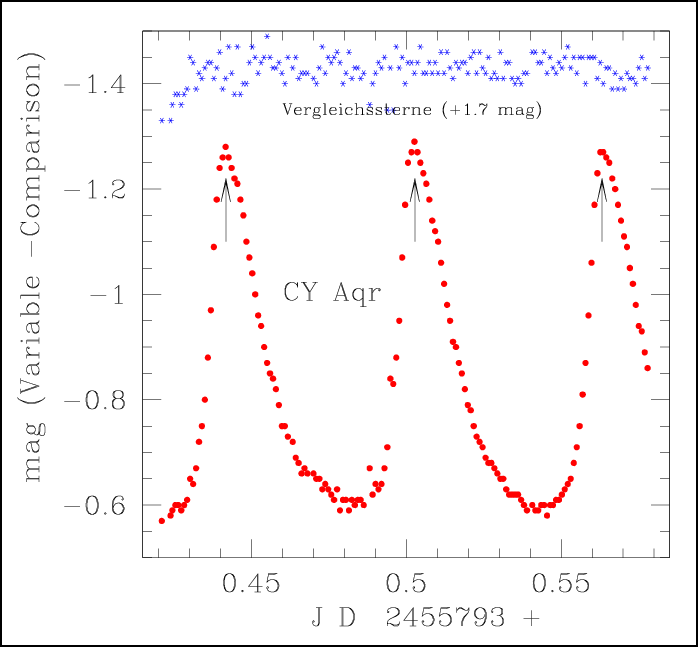 mag (Variable −Comparison)
−1.4
−1.2
−1
−0.8
−0.6
Vergleichssterne (+1.7 mag)
CY Aqr
0.45 0.5 0.55
J D 2455793 +